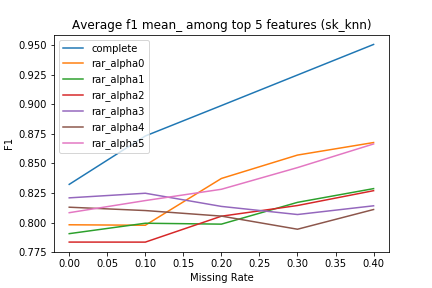 Average f1 mean_ among top 5 features (sk_knn)
complete
rar_alpha0
rar_alpha1
rar_alpha2
rar_alpha3
rar_alpha4
rar_alpha5
F1
0.950
0.925
0.900
0.875
0.850
0.825
0.800
0.775
0.00 0.05 0.10 0.15 0.20 0.25 0.30 0.35 0.40
Missing Rate